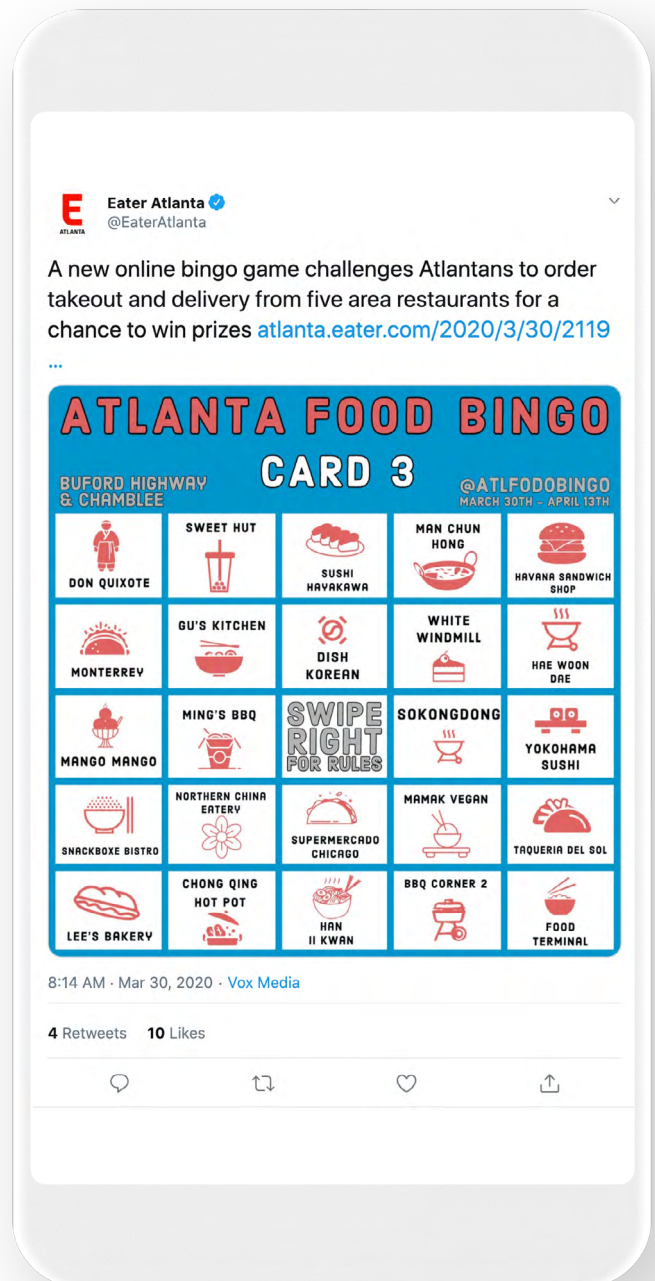 E
ATLANTA
Eater Atlanta
@EaterAtlanta
A new online bingo game challenges Atlantans to order
takeout and delivery from five area restaurants for a
chance to win prizes atlanta.eater.com/2020/3/30/2119
...
ATLANTA FOOD BINGO
CARD 3
BUFORD HIGHWAY
& CHAMBLEE
@ATLFODOBINGO
MARCH 30TH - APRIL 13TH
DON QUIXOTE
SWEET HUT
SUSHI
HAYAKAWA
MAN CHUN
HONG
HAVANA SANDWICH
SHOP
MONTERREY
GU'S KITCHEN
DISH
KOREAN
WHITE
WINDMILL
HAE WOON
DAE
MANGO MANGO
MING'S BBQ
SWIPE
RIGHT
FOR RULES
SOKONGDONG
YOKOHAMA
SUSHI
SNACKBOXE BISTRO
NORTHERN CHINA
EATERY
SUPERMERCADO
CHICAGO
MAMAK VEGAN
TAQUERIA DEL SOL
LEE'S BAKERY
CHONG QING
HOT POT
HAN
II KWAN
BBQ CORNER 2
FOOD
TERMINAL
8:14 AM · Mar 30, 2020 · Vox Media
4 Retweets 10 Likes